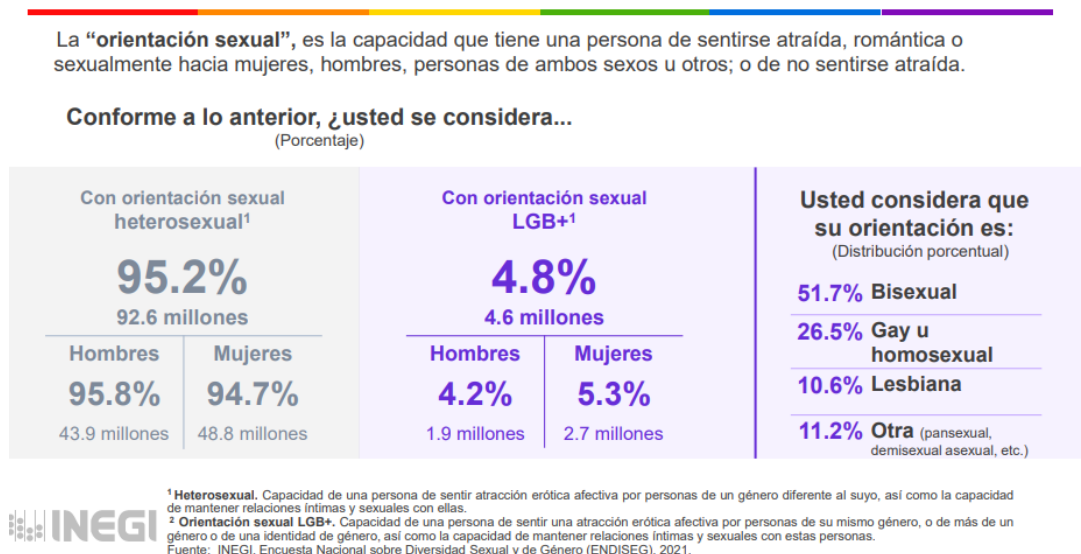 La “orientación sexual”, es la capacidad que tiene una persona de sentirse atraída, romántica o
sexualmente hacia mujeres, hombres, personas de ambos sexos u otros; o de no sentirse atraída.
Conforme a lo anterior, ¿usted se considera...
(Porcentaje)
Con orientación sexual
heterosexual¹
95.2%
92.6 millones
Hombres
95.8%
43.9 millones
Mujeres
94.7%
48.8 millones
Con orientación sexual
LGB+¹
4.8%
4.6 millones
Hombres
4.2%
1.9 millones
Mujeres
5.3%
2.7 millones
Usted considera que
su orientación es:
(Distribución porcentual)
51.7% Bisexual
26.5% Gay u
homosexual
10.6% Lesbiana
11.2% Otra (pansexual,
demisexual asexual, etc.)
INEGI
¹ Heterosexual. Capacidad de una persona de sentir atracción erótica afectiva por personas de un género diferente al suyo, así como la capacidad
de mantener relaciones íntimas y sexuales con ellas.
² Orientación sexual LGB+. Capacidad de una persona de sentir una atracción erótica afectiva por personas de su mismo género, o de más de un
género o de una identidad de género, así como la capacidad de mantener relaciones íntimas y sexuales con estas personas.
Fuente: INEGI. Encuesta Nacional sobre Diversidad Sexual y de Género (ENDISEG), 2021.